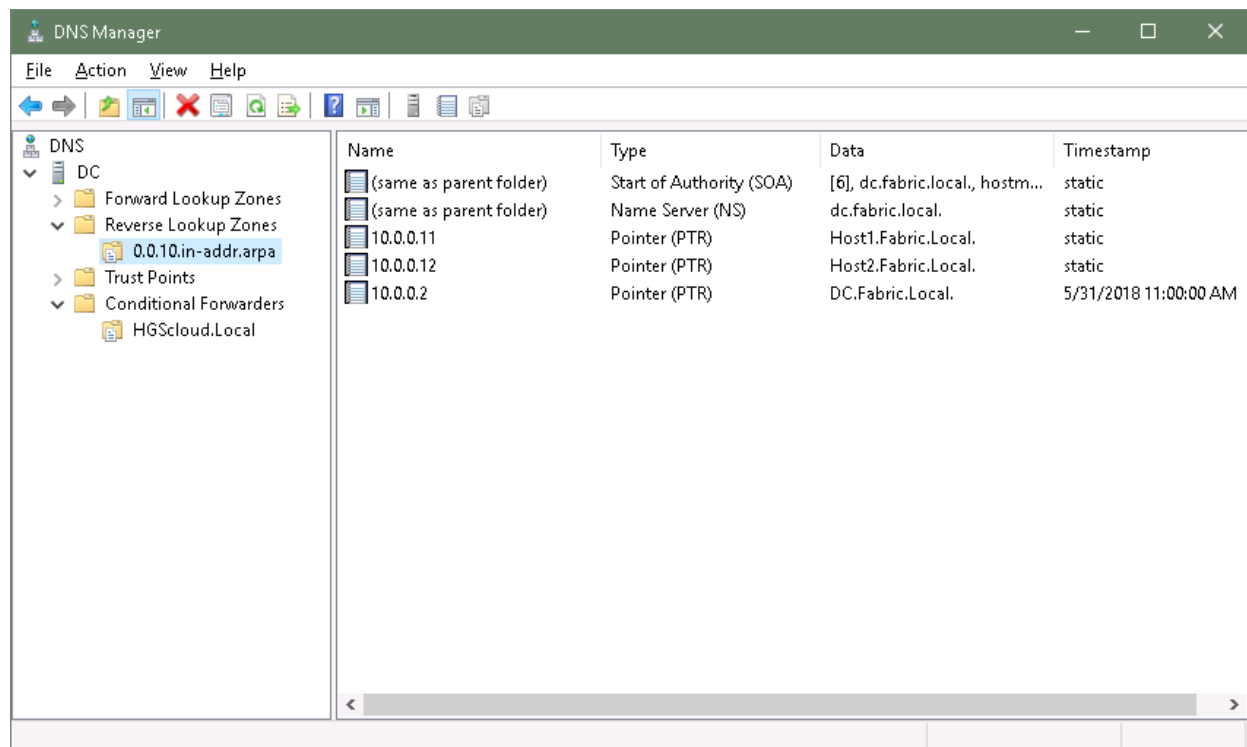 DNS Manager
File Action View Help
DNS
DC
Forward Lookup Zones
Reverse Lookup Zones
0.0.10.in-addr.arpa
Trust Points
Conditional Forwarders
HGScloud.Local
Name Type Data Timestamp
(same as parent folder) Start of Authority (SOA) [6], dc.fabric.local., hostm... static
(same as parent folder) Name Server (NS) dc.fabric.local. static
10.0.0.11 Pointer (PTR) Host1.Fabric.Local. static
10.0.0.12 Pointer (PTR) Host2.Fabric.Local. static
10.0.0.2 Pointer (PTR) DC.Fabric.Local. 5/31/2018 11:00:00 AM